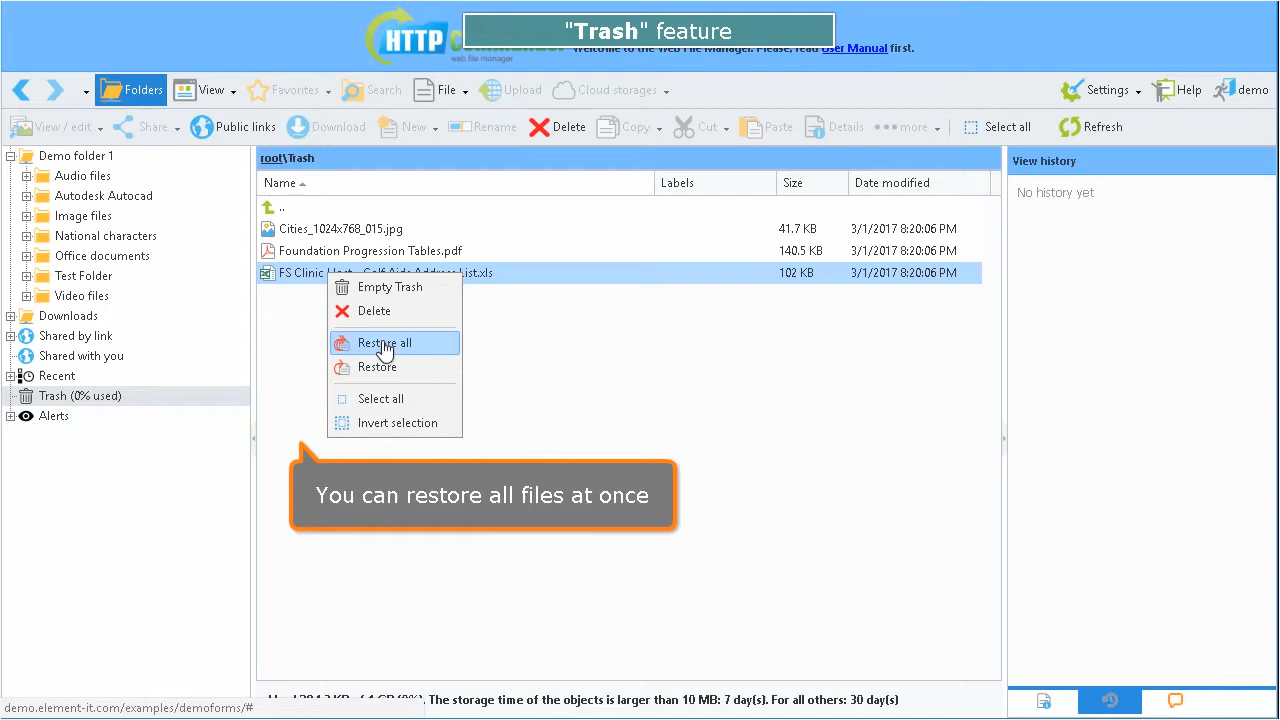 "Trash" feature
HTTP
web file manager
Welcome to the Web File Manager. Please, read User Manual first.
Folders View Favorites Search File Upload Cloud storages Settings Help demo
View / edit Share Public links Download New Rename Delete Copy Cut Paste Details more Select all Refresh
Demo folder 1
Audio files
Autodesk Autocad
Image files
National characters
Office documents
Test Folder
Video files
Downloads
Shared by link
Shared with you
Recent
Trash (0% used)
Alerts
root\Trash
Name Labels Size Date modified
..
Cities_1024x768_015.jpg 41.7 KB 3/1/2017 8:20:06 PM
Foundation Progression Tables.pdf 140.5 KB 3/1/2017 8:20:06 PM
FS Clinic List.xls 102 KB 3/1/2017 8:20:06 PM
Empty Trash
Delete
Restore all
Restore
Select all
Invert selection
You can restore all files at once
View history
No history yet
The storage time of the objects is larger than 10 MB: 7 day(s). For all others: 30 day(s)
demo.element-it.com/examples/demoforms/#